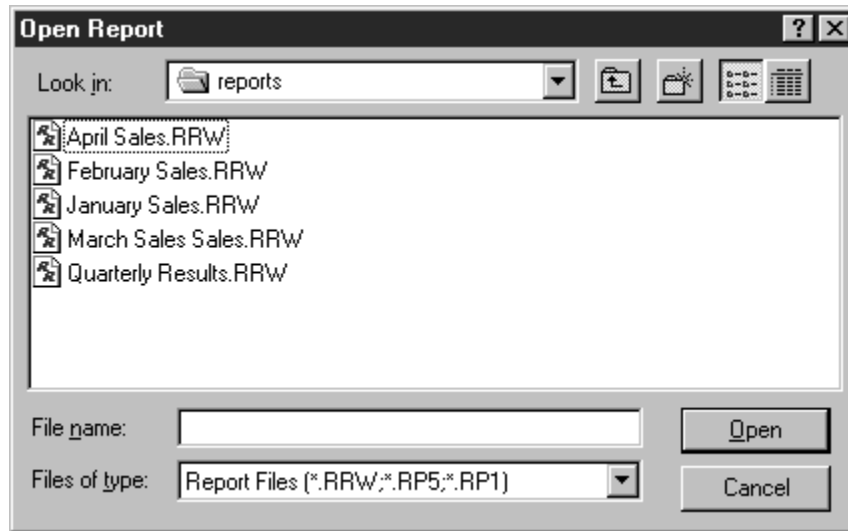 Open Report
Look in: reports
April Sales.RRW
February Sales.RRW
January Sales.RRW
March Sales Sales.RRW
Quarterly Results.RRW
File name: Open
Files of type: Report Files (*.RRW;*.RP5;*.RP1) Cancel